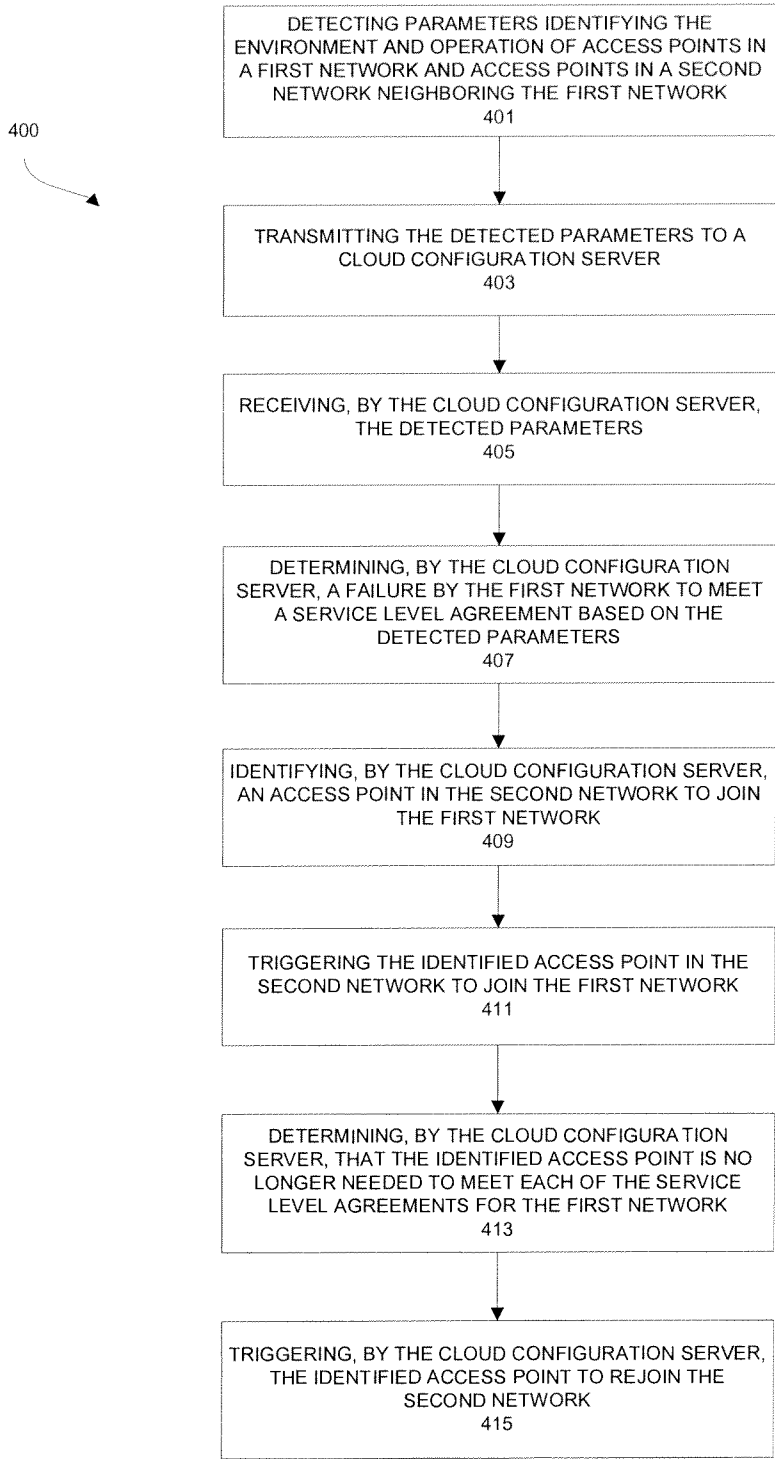 DETECTING PARAMETERS IDENTIFYING THE
ENVIRONMENT AND OPERATION OF ACCESS POINTS IN
A FIRST NETWORK AND ACCESS POINTS IN A SECOND
NETWORK NEIGHBORING THE FIRST NETWORK
401
400
TRANSMITTING THE DETECTED PARAMETERS TO A
CLOUD CONFIGURATION SERVER
403
RECEIVING, BY THE CLOUD CONFIGURATION SERVER,
THE DETECTED PARAMETERS
405
DETERMINING, BY THE CLOUD CONFIGURATION
SERVER, A FAILURE BY THE FIRST NETWORK TO MEET
A SERVICE LEVEL AGREEMENT BASED ON THE
DETECTED PARAMETERS
407
IDENTIFYING, BY THE CLOUD CONFIGURATION SERVER,
AN ACCESS POINT IN THE SECOND NETWORK TO JOIN
THE FIRST NETWORK
409
TRIGGERING THE IDENTIFIED ACCESS POINT IN THE
SECOND NETWORK TO JOIN THE FIRST NETWORK
411
DETERMINING, BY THE CLOUD CONFIGURATION
SERVER, THAT THE IDENTIFIED ACCESS POINT IS NO
LONGER NEEDED TO MEET EACH OF THE SERVICE
LEVEL AGREEMENTS FOR THE FIRST NETWORK
413
TRIGGERING, BY THE CLOUD CONFIGURATION SERVER,
THE IDENTIFIED ACCESS POINT TO REJOIN THE
SECOND NETWORK
415